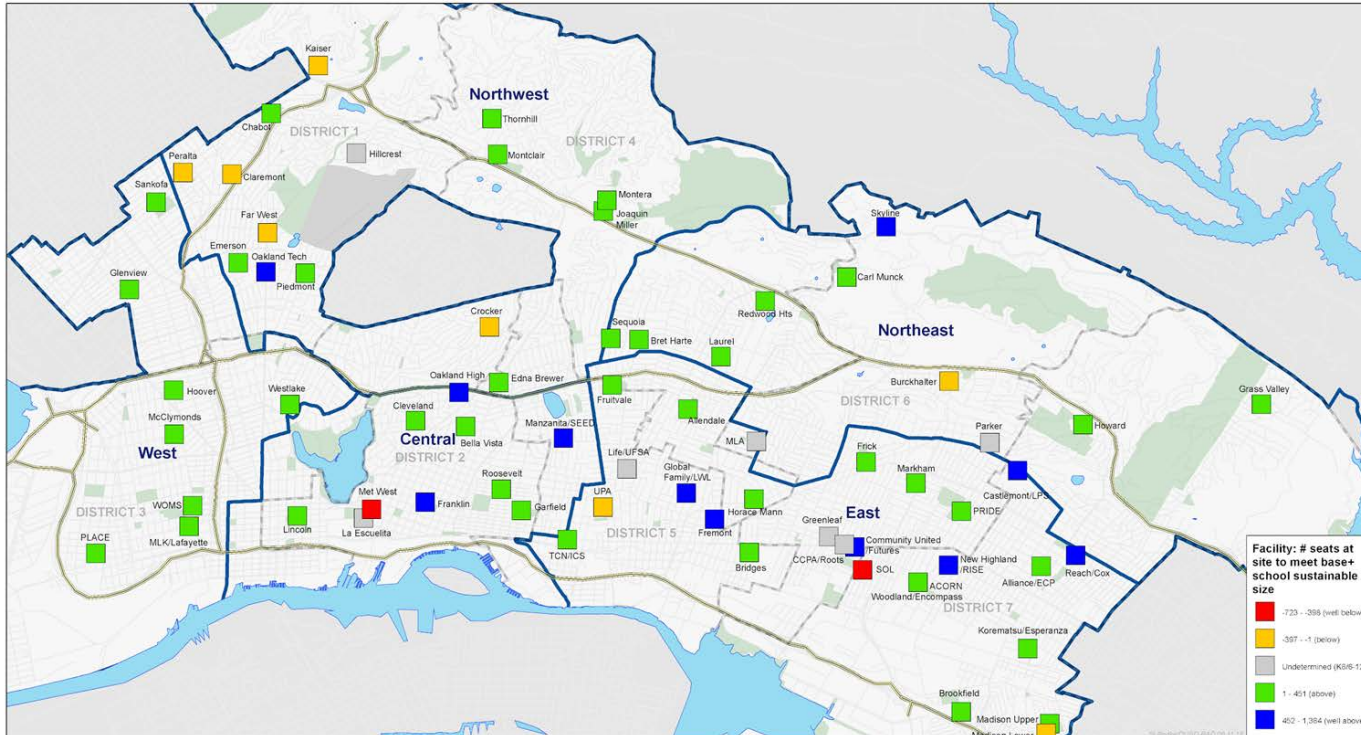 Kaiser
Northwest
Thornhill
Chabot
DISTRICT 1
DISTRICT 4
Hillcrest
Montclair
Peralta
Claremont
Sankofa
Montera
Joaquin
Miller
Far West
Skyline
Emerson
Oakland Tech
Piedmont
Glenview
Carl Munck
Redwood Hts
Crocker
Sequoia
Bret Harte
Laurel
Northeast
Hoover
Westlake
Oakland High
Edna Brewer
Fruitvale
Burckhalter
Grass Valley
DISTRICT 6
McClymonds
Cleveland
Central
Bella Vista
Manzanita/SEED
Allendale
MLA
Parker
Howard
West
DISTRICT 2
Life/UFSA
Global
Family/LWL
Frick
Markham
Castlemont/LPS
Roosevelt
Met West
UPA
WOMS
DISTRICT 3
Franklin
Garfield
Horace Mann
PRIDE
MLK/Lafayette
Lincoln
La Escuelita
DISTRICT 5
Fremont
East
Greenleaf
PLACE
TCN/ICS
Bridges
Community United
/Futures
CCPA/Roots
SOL
New Highland
/RISE
Reach/Cox
Alliance/ECP
ACORN
Woodland/Encompass
DISTRICT 7
Korematsu/Esperanza
Brookfield
Madison Upper
Madison Lower
Facility: # seats at
site to meet base+
school sustainable
size
-723 - -398 (well below
-397 - -1 (below)
Undetermined (K8/6-12
1 - 451 (above)
452 - 1,384 (well above